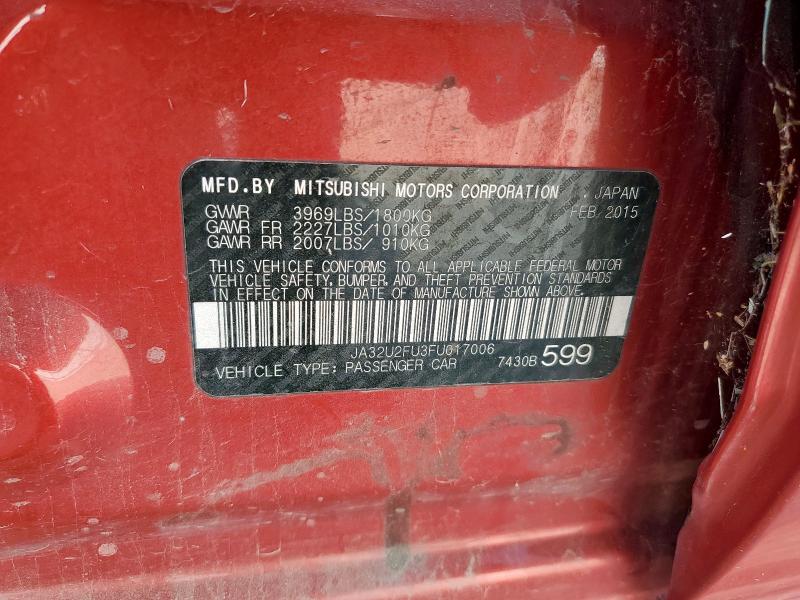 MFD.BY MITSUBISHI MOTORS CORPORATION . JAPAN
GVWR 3969LBS/1800KG FEB/2015
GAWR FR 2227LBS/1010KG
GAWR RR 2007LBS/ 910KG
THIS VEHICLE CONFORMS TO ALL APPLICABLE FEDERAL MOTOR
VEHICLE SAFETY, BUMPER, AND THEFT PREVENTION STANDARDS
IN EFFECT ON THE DATE OF MANUFACTURE SHOWN ABOVE.
JA32U2FU3FU017006
VEHICLE TYPE: PASSENGER CAR 7430B 599